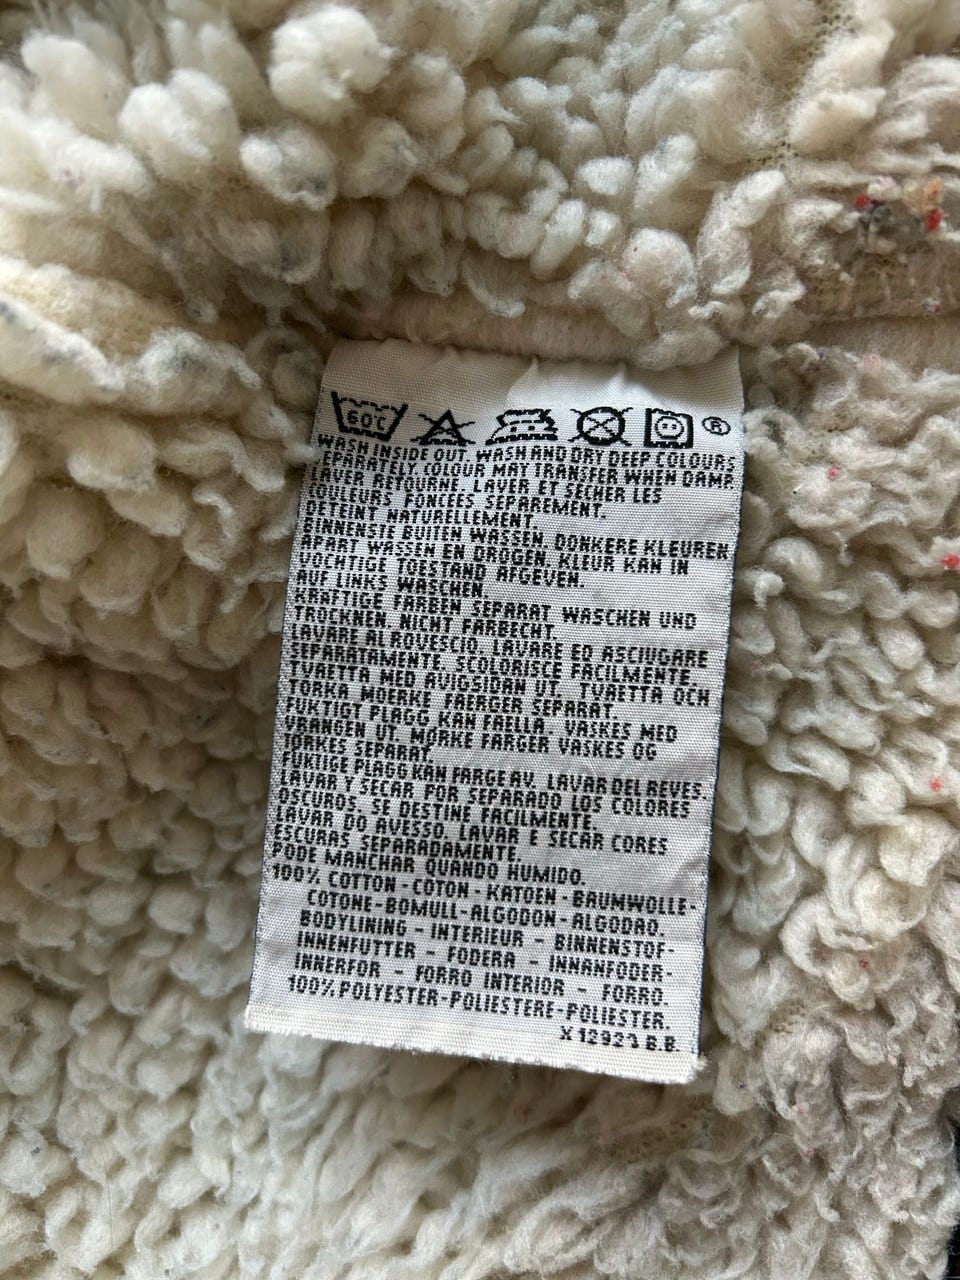 60C
®
WASH INSIDE OUT, WASH AND DRY DEEP COLOURS
EPARATELY. COLOUR MAY TRANSFER WHEN DAMP.
LAVER RETOURNE. LAVER ET SECHER LES
OULEURS FONCEES SEPAREMENT.
DETEINT NATURELLEMENT.
BINNENSTE BUITEN WASSEN, DONKERE KLEUREN
APART WASSEN EN DROGEN. KLEUR KAN IN
VOCHTIGE TOESTAND AFGEVEN.
AUF LINKS WASCHEN.
KRAFTIGE FARBEN SEPARAT WASCHEN UND
TROCKNEN. NICHT FARBECHT.
LAVARE AL ROVESCIO. LAVARE ED ASCIUGARE
SEPARATAMENTE. SCOLORISCE FACILMENTE.
TVAETTA MED AVIGSIDAN UT. TVAETTA OCH
TORKA MOERKE FAERGER SEPARAT.
FUKTIGT PLAGG KAN FAELLA. VASKES MED
VRANGEN UT. MORKE FARGER VASKES OG
TORKES SEPARAT.
FUKTIGE PLAGG KAN FARGE AV. LAVAR DEL REVES.
LAVAR Y SECAR POR SEPARADO LOS COLORES
OSCUROS. SE DESTINE FACILMENTE
LAVAR DO AVESSO. LAVAR E SECAR CORES
ESCURAS SEPARADAMENTE.
PODE MANCHAR QUANDO HUMIDO.
100% COTTON - COTON - KATOEN - BAUMWOLLE-
COTONE-BOMULL-ALGODON-ALGODAO.
BODYLINING - INTERIEUR - BINNENSTOF-
INNENFUTTER - FODERA - INNANFODER-
INNERFOR - FORRO INTERIOR - FORRO.
100% POLYESTER-POLIESTERE-POLIESTER.
X 12923 B.B.